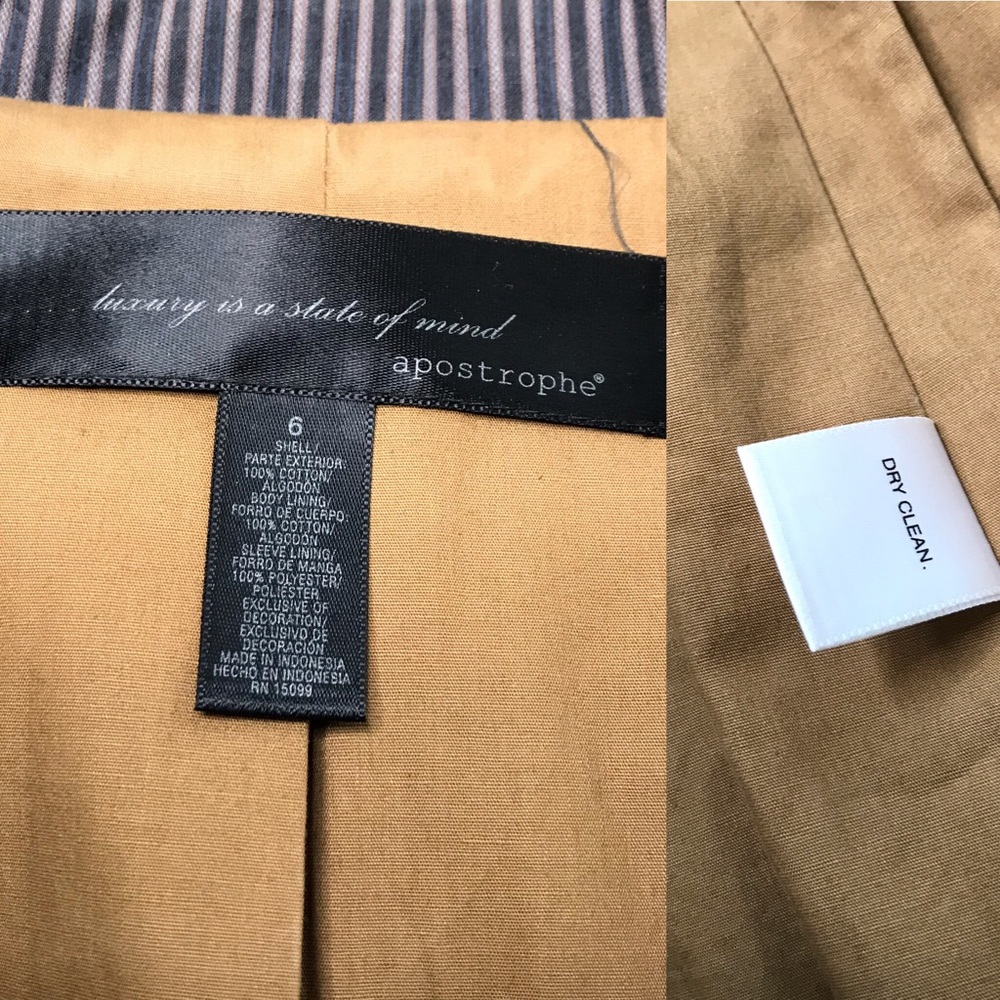 luxury is a state of mind
apostrophe®
6
SHELL/
PARTE EXTERIOR:
100% COTTON/
ALGODÓN
BODY LINING/
FORRO DE CUERPO:
100% COTTON/
ALGODÓN
SLEEVE LINING/
FORRO DE MANGA
100% POLYESTER/
POLIÉSTER
EXCLUSIVE OF
DECORATION/
EXCLUSIVO DE
DECORACIÓN
MADE IN INDONESIA
HECHO EN INDONESIA
RN 15099
DRY CLEAN.